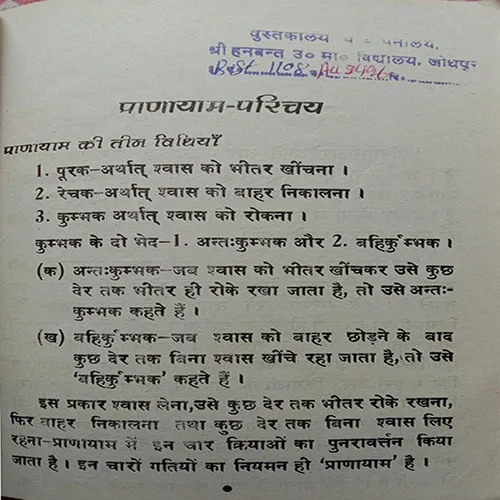 पुस्तकालय वाचनालय,
श्री हनवन्त उ० मा० विद्यालय, जोधपुर
प्राणायाम-परिचय
प्राणायाम की तीन विधियाँ
1. पूरक-अर्थात् श्वास को भीतर खींचना ।
2. रेचक-अर्थात् श्वास को बाहर निकालना ।
3. कुम्भक अर्थात् श्वास को रोकना ।
कुम्भक के दो भेद-1. अन्तःकुम्भक और 2. बहिर्कुम्भक ।
(क) अन्तःकुम्भक-जब श्वास को भीतर खींचकर उसे कुछ
देर तक भीतर ही रोके रखा जाता है, तो उसे अन्तः-
कुम्भक कहते हैं ।
(ख) बहिर्कुम्भक-जब श्वास को बाहर छोड़ने के बाद
कुछ देर तक बिना श्वास खींचे रहा जाता है, तो उसे
'बहिर्कुम्भक' कहते हैं ।
इस प्रकार श्वास लेना, उसे कुछ देर तक भीतर रोके रखना,
फिर बाहर निकालना तथा कुछ देर तक बिना श्वास लिए
रहना-प्राणायाम में इन चार क्रियाओं का पुनरावर्त्तन किया
जाता है । इन चारों गतियों का नियमन ही 'प्राणायाम' है ।